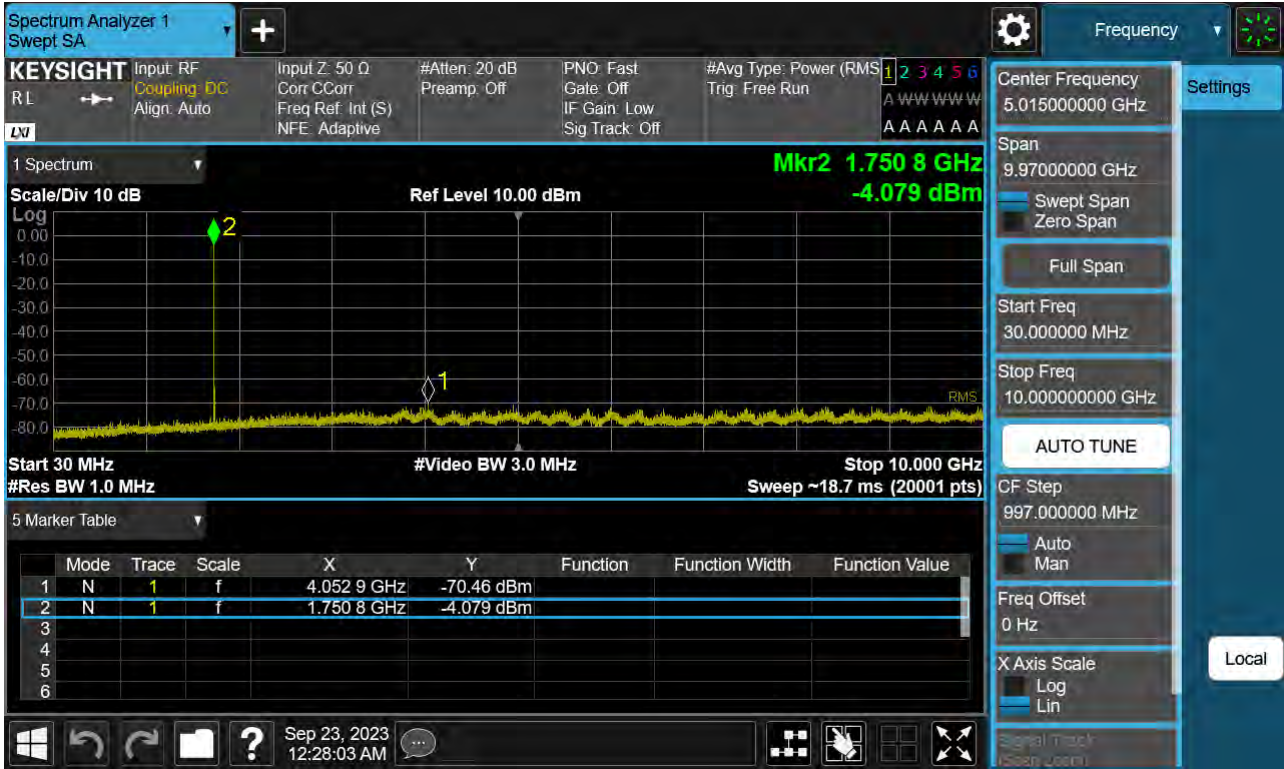 Spectrum Analyzer 1
Swept SA
Frequency
KEYSIGHT
R L
LXI
Input: RF
Coupling: DC
Align: Auto
Input Z: 50 Ω
Corr CCorr
Freq Ref: Int (S)
NFE: Adaptive
#Atten: 20 dB
Preamp: Off
PNO: Fast
Gate: Off
IF Gain: Low
Sig Track: Off
#Avg Type: Power (RMS
Trig: Free Run
1 2 3 4 5 6
A W W W W W
A A A A A A
1 Spectrum
Scale/Div 10 dB
Ref Level 10.00 dBm
Mkr2 1.750 8 GHz
-4.079 dBm
Log
0.00
-10.0
-20.0
-30.0
-40.0
-50.0
-60.0
-70.0
-80.0
2
1
RMS
Start 30 MHz
#Res BW 1.0 MHz
#Video BW 3.0 MHz
Stop 10.000 GHz
Sweep ~18.7 ms (20001 pts)
5 Marker Table
Mode Trace Scale X Y Function Function Width Function Value
1 N 1 f 4.052 9 GHz -70.46 dBm
2 N 1 f 1.750 8 GHz -4.079 dBm
3
4
5
6
Sep 23, 2023
12:28:03 AM
Center Frequency
5.015000000 GHz
Settings
Span
9.97000000 GHz
Swept Span
Zero Span
Full Span
Start Freq
30.000000 MHz
Stop Freq
10.000000000 GHz
AUTO TUNE
CF Step
997.000000 MHz
Auto
Man
Freq Offset
0 Hz
X Axis Scale
Log
Lin
Local
Signal Track
(Span Zoom)